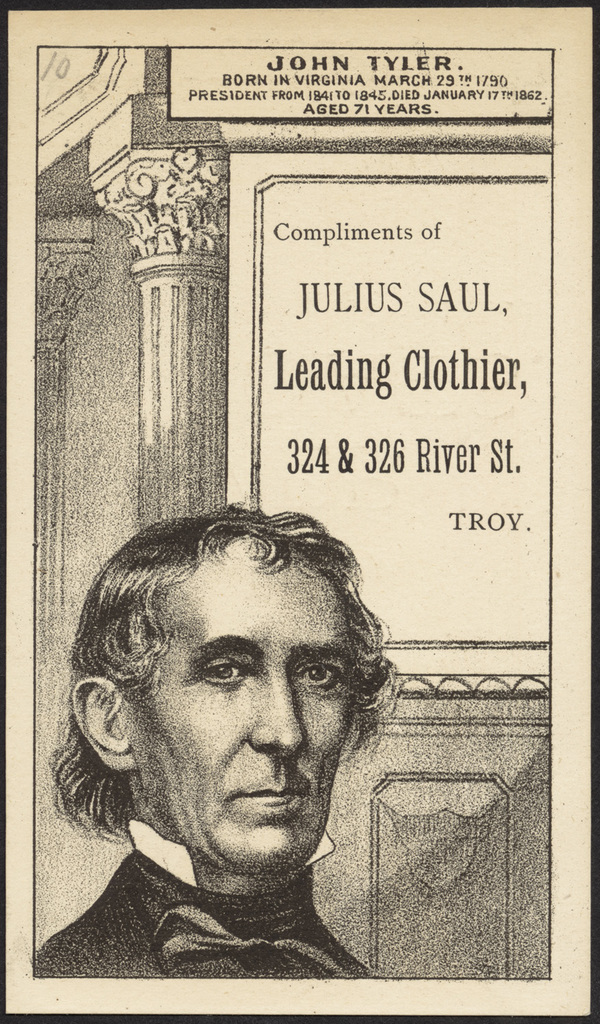 10
JOHN TYLER.
BORN IN VIRGINIA MARCH 29TH 1790
PRESIDENT FROM 1841 TO 1845. DIED JANUARY 17TH 1862.
AGED 71 YEARS.
Compliments of
JULIUS SAUL,
Leading Clothier,
324 & 326 River St.
TROY.